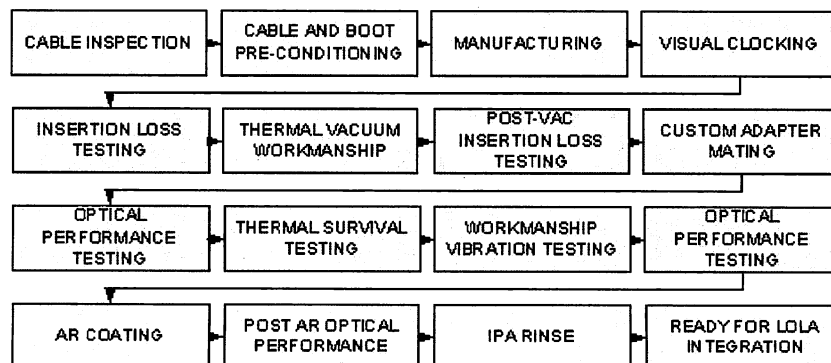 CABLE INSPECTION
CABLE AND BOOT
PRE-CONDITIONING
MANUFACTURING
VISUAL CLOCKING
INSERTION LOSS
TESTING
THERMAL VACUUM
WORKMANSHIP
POST-VAC
INSERTION LOSS
TESTING
CUSTOM ADAPTER
MATING
OPTICAL
PERFORMANCE
TESTING
THERMAL SURVIVAL
TESTING
WORKMANSHIP
VIBRATION TESTING
OPTICAL
PERFORMANCE
TESTING
AR COATING
POST AR OPTICAL
PERFORMANCE
IPA RINSE
READY FOR LOLA
INTEGRATION